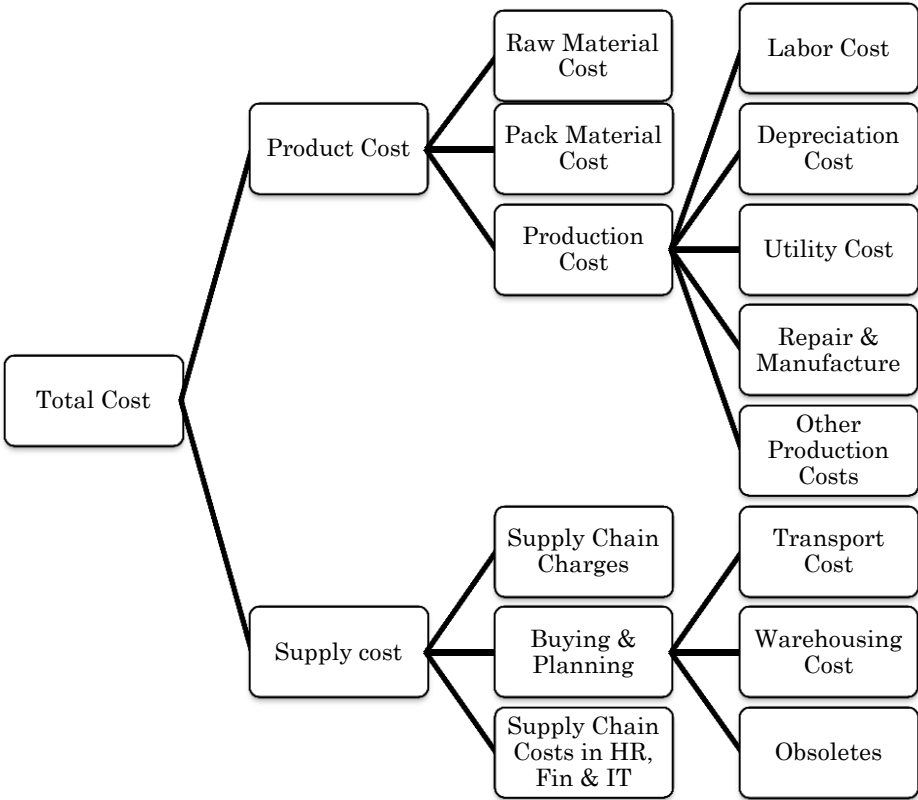 Total Cost
Product Cost
Raw Material
Cost
Pack Material
Cost
Production
Cost
Labor Cost
Depreciation
Cost
Utility Cost
Repair &
Manufacture
Other
Production
Costs
Supply cost
Supply Chain
Charges
Buying &
Planning
Transport
Cost
Warehousing
Cost
Obsoletes
Supply Chain
Costs in HR,
Fin & IT